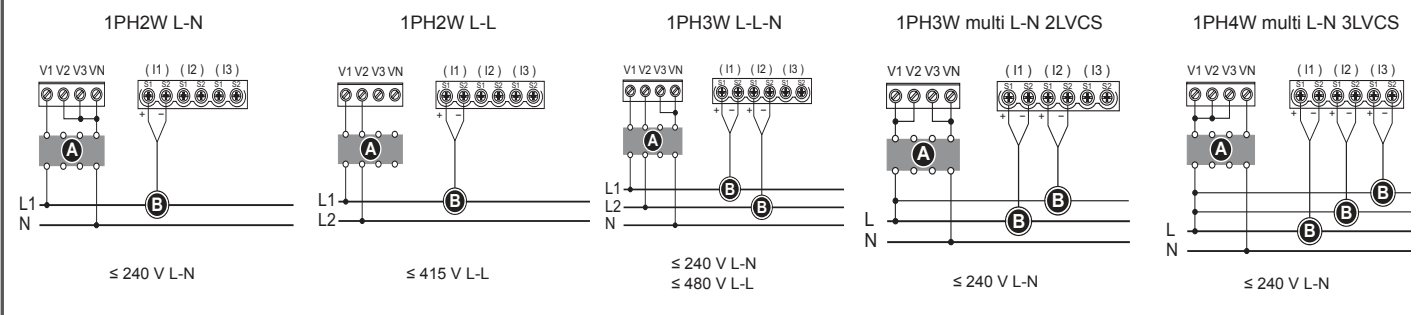 1PH2W L-N
V1 V2 V3 VN
( I1 ) ( I2 ) ( I3 )
S1 S2 S1 S2 S1 S2
+ −
A
L1
B
N
≤ 240 V L-N
1PH2W L-L
V1 V2 V3 VN
( I1 ) ( I2 ) ( I3 )
S1 S2 S1 S2 S1 S2
+ −
A
L1
B
L2
≤ 415 V L-L
1PH3W L-L-N
V1 V2 V3 VN
( I1 ) ( I2 ) ( I3 )
S1 S2 S1 S2 S1 S2
+ − + −
A
L1
B
L2
B
N
≤ 240 V L-N
≤ 480 V L-L
1PH3W multi L-N 2LVCS
V1 V2 V3 VN
( I1 ) ( I2 ) ( I3 )
S1 S2 S1 S2 S1 S2
+ − + −
A
B
L
B
N
≤ 240 V L-N
1PH4W multi L-N 3LVCS
V1 V2 V3 VN
( I1 ) ( I2 ) ( I3 )
S1 S2 S1 S2 S1 S2
+ − + − + −
A
B
B
L
B
N
≤ 240 V L-N